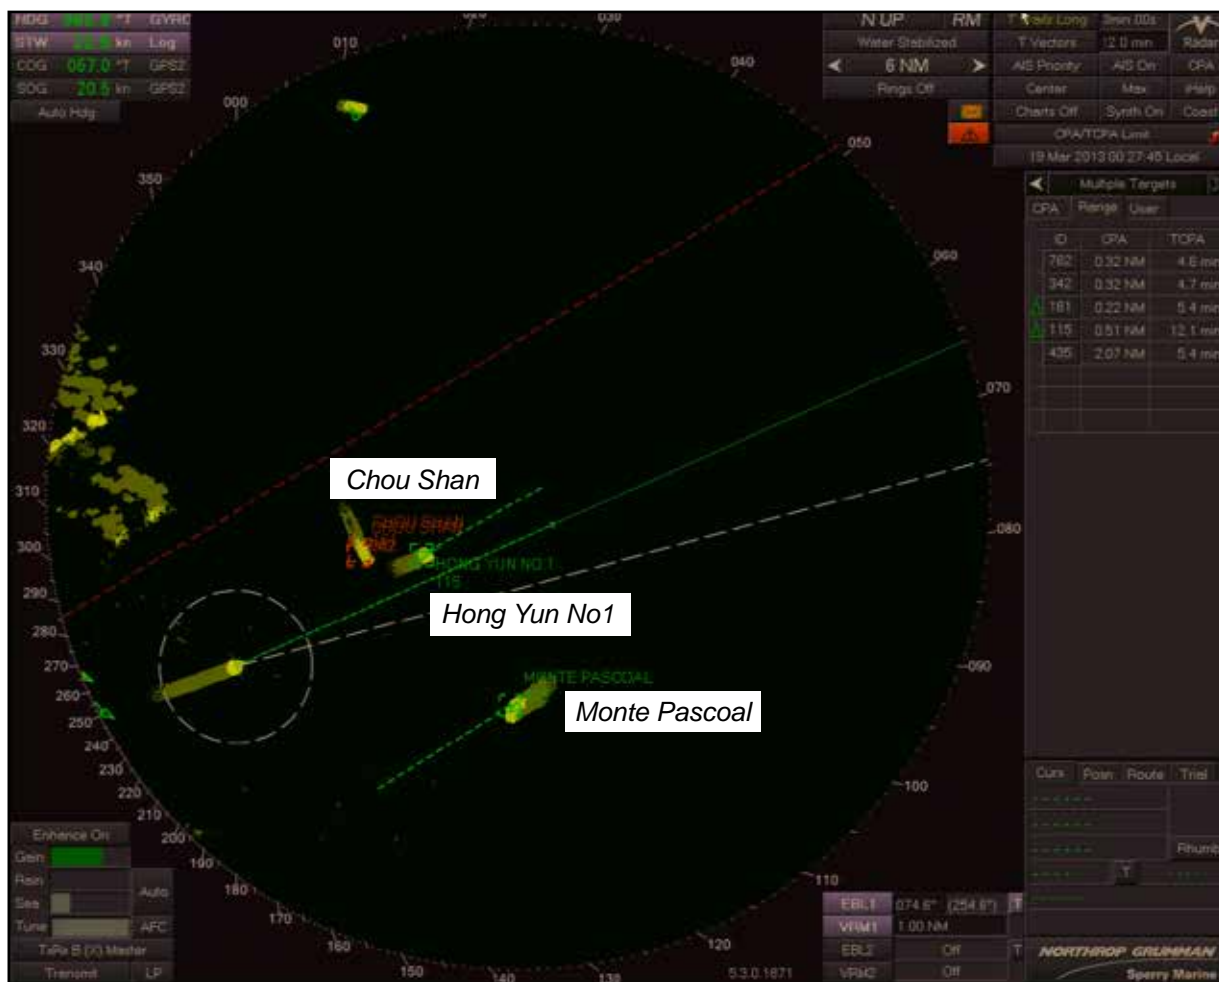 HDG °T GYRO
STW kn Log
COG 057.0 °T GPS2
SOG 20.5 kn GPS2
Auto Hdg
N UP RM
Water Stabilized
6 NM
Rings Off
T Long 3min 00s
T Vectors 12.0 min
AIS Priority AIS On
Center Max
Charts Off Synth On
CPA/TCPA Limit
19 Mar 2013 00:27:45 Local
Radar
CPA
iHelp
Coast
Multiple Targets
CPA Range User
ID CPA TCPA
762 0.32 NM 4.6 min
342 0.32 NM 4.7 min
181 0.22 NM 5.4 min
115 0.51 NM 12.1 min
435 2.07 NM 5.4 min
000
010
020
030
040
050
060
070
080
090
100
110
120
130
140
150
160
170
180
190
200
210
220
230
240
250
260
270
280
290
300
310
320
330
340
350
Chou Shan
SHAN
HONG YUN NO.1
115
Hong Yun No1
MONTE PASCOAL
Monte Pascoal
Enhance On
Gain
Rain
Sea
Auto
Tune AFC
TxRx B (X) Master
Transmit LP
Curs Posn Route Trial
Rhumb
T
EBL1 074.6° (254.6°) T
VRM1 1.00 NM
EBL2 Off T
VRM2 Off
5.3.0.1871
NORTHROP GRUMMAN
Sperry Marine